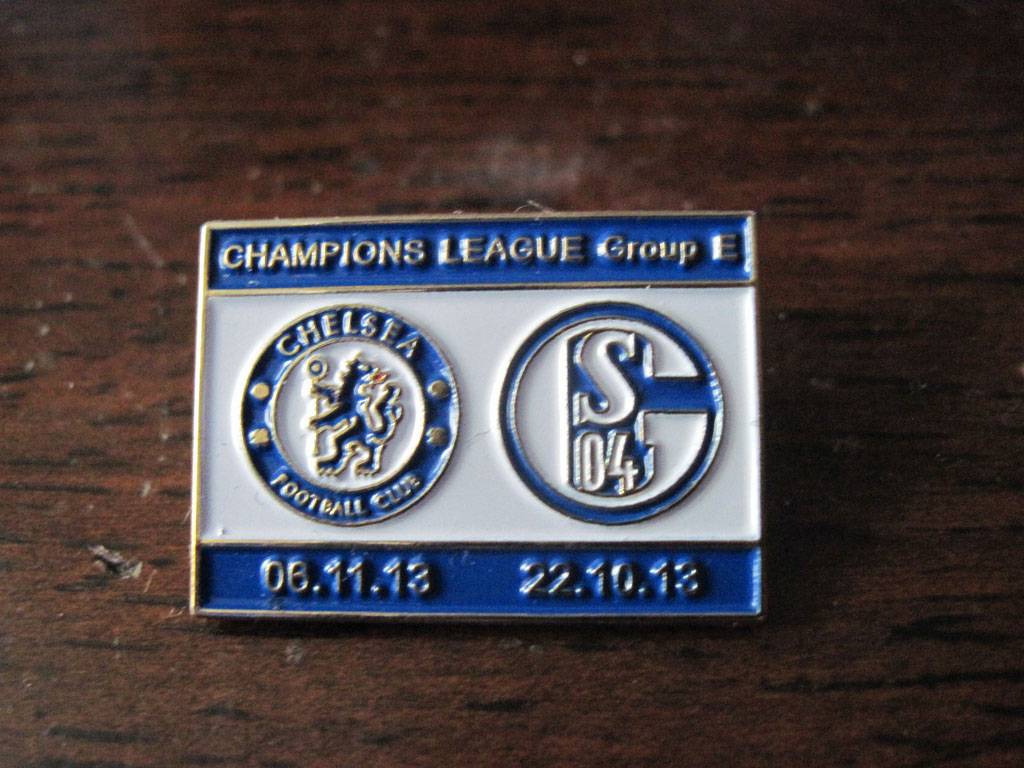 CHAMPIONS LEAGUE Group E
CHELSEA
FOOTBALL CLUB
S
04
06.11.13
22.10.13